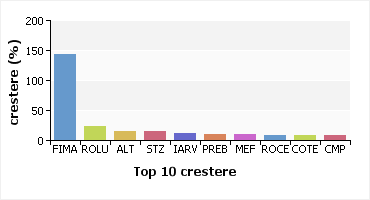 200
150
100
50
0
crestere (%)
FIMA ROLU ALT STZ IARV PREB MEF ROCE COTE CMP
Top 10 crestere